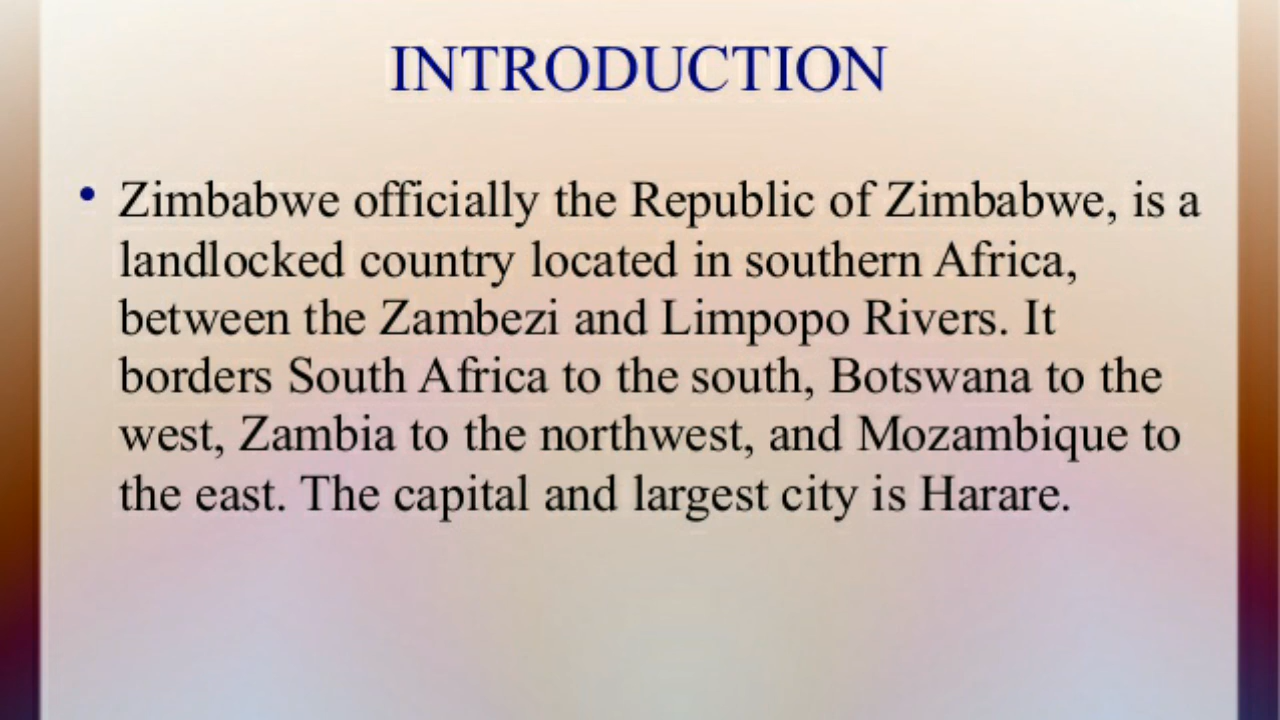 INTRODUCTION
• Zimbabwe officially the Republic of Zimbabwe, is a
landlocked country located in southern Africa,
between the Zambezi and Limpopo Rivers. It
borders South Africa to the south, Botswana to the
west, Zambia to the northwest, and Mozambique to
the east. The capital and largest city is Harare.